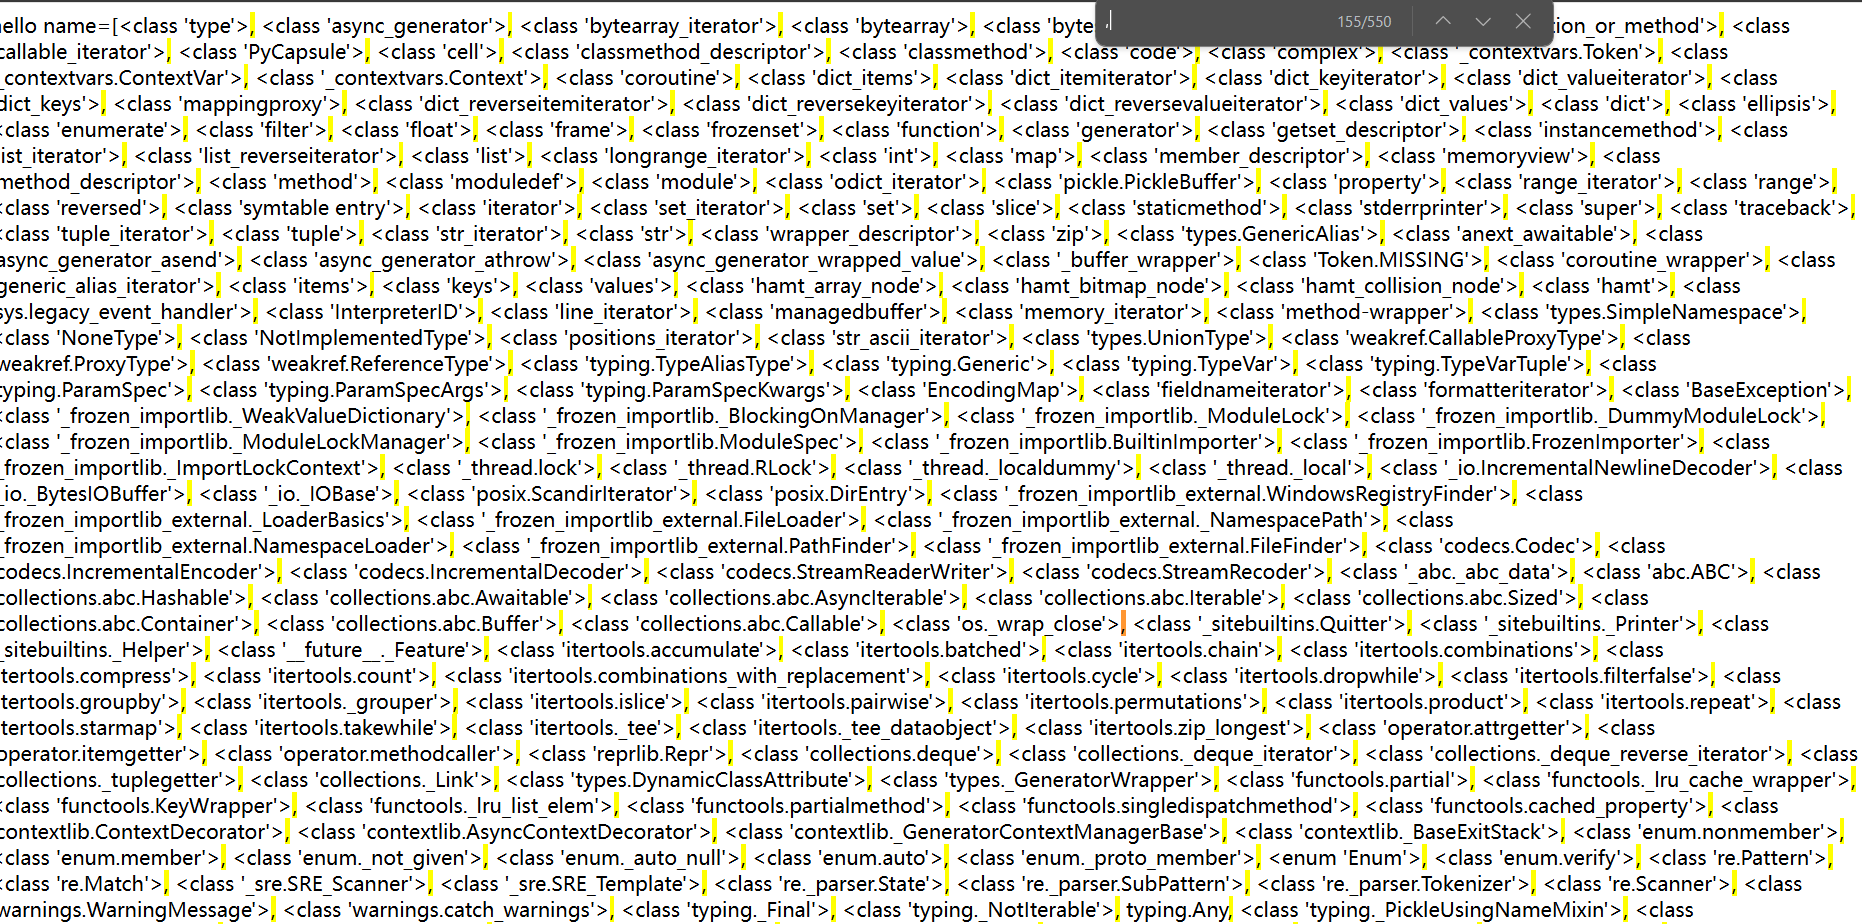 ello name=[<class 'type'>, <class 'async_generator'>, <class 'bytearray_iterator'>, <class 'bytearray'>, <class 'byte
,
155/550
ion_or_method'>, <class
callable_iterator'>, <class 'PyCapsule'>, <class 'cell'>, <class 'classmethod_descriptor'>, <class 'classmethod'>, <class 'code'>, <class 'complex'>, <class '_contextvars.Token'>, <class
_contextvars.ContextVar'>, <class '_contextvars.Context'>, <class 'coroutine'>, <class 'dict_items'>, <class 'dict_itemiterator'>, <class 'dict_keyiterator'>, <class 'dict_valueiterator'>, <class
dict_keys'>, <class 'mappingproxy'>, <class 'dict_reverseitemiterator'>, <class 'dict_reversekeyiterator'>, <class 'dict_reversevalueiterator'>, <class 'dict_values'>, <class 'dict'>, <class 'ellipsis'>,
<class 'enumerate'>, <class 'filter'>, <class 'float'>, <class 'frame'>, <class 'frozenset'>, <class 'function'>, <class 'generator'>, <class 'getset_descriptor'>, <class 'instancemethod'>, <class
ist_iterator'>, <class 'list_reverseiterator'>, <class 'list'>, <class 'longrange_iterator'>, <class 'int'>, <class 'map'>, <class 'member_descriptor'>, <class 'memoryview'>, <class
method_descriptor'>, <class 'method'>, <class 'moduledef'>, <class 'module'>, <class 'odict_iterator'>, <class 'pickle.PickleBuffer'>, <class 'property'>, <class 'range_iterator'>, <class 'range'>,
<class 'reversed'>, <class 'symtable entry'>, <class 'iterator'>, <class 'set_iterator'>, <class 'set'>, <class 'slice'>, <class 'staticmethod'>, <class 'stderrprinter'>, <class 'super'>, <class 'traceback'>,
<class 'tuple_iterator'>, <class 'tuple'>, <class 'str_iterator'>, <class 'str'>, <class 'wrapper_descriptor'>, <class 'zip'>, <class 'types.GenericAlias'>, <class 'anext_awaitable'>, <class
async_generator_asend'>, <class 'async_generator_athrow'>, <class 'async_generator_wrapped_value'>, <class '_buffer_wrapper'>, <class 'Token.MISSING'>, <class 'coroutine_wrapper'>, <class
generic_alias_iterator'>, <class 'items'>, <class 'keys'>, <class 'values'>, <class 'hamt_array_node'>, <class 'hamt_bitmap_node'>, <class 'hamt_collision_node'>, <class 'hamt'>, <class
sys.legacy_event_handler'>, <class 'InterpreterID'>, <class 'line_iterator'>, <class 'managedbuffer'>, <class 'memory_iterator'>, <class 'method-wrapper'>, <class 'types.SimpleNamespace'>,
<class 'NoneType'>, <class 'NotImplementedType'>, <class 'positions_iterator'>, <class 'str_ascii_iterator'>, <class 'types.UnionType'>, <class 'weakref.CallableProxyType'>, <class
weakref.ProxyType'>, <class 'weakref.ReferenceType'>, <class 'typing.TypeAliasType'>, <class 'typing.Generic'>, <class 'typing.TypeVar'>, <class 'typing.TypeVarTuple'>, <class
typing.ParamSpec'>, <class 'typing.ParamSpecArgs'>, <class 'typing.ParamSpecKwargs'>, <class 'EncodingMap'>, <class 'fieldnameiterator'>, <class 'formatteriterator'>, <class 'BaseException'>,
<class '_frozen_importlib._WeakValueDictionary'>, <class '_frozen_importlib._BlockingOnManager'>, <class '_frozen_importlib._ModuleLock'>, <class '_frozen_importlib._DummyModuleLock'>,
<class '_frozen_importlib._ModuleLockManager'>, <class '_frozen_importlib.ModuleSpec'>, <class '_frozen_importlib.BuiltinImporter'>, <class '_frozen_importlib.FrozenImporter'>, <class
_frozen_importlib._ImportLockContext'>, <class '_thread.lock'>, <class '_thread.RLock'>, <class '_thread._localdummy'>, <class '_thread._local'>, <class '_io.IncrementalNewlineDecoder'>, <class
_io._BytesIOBuffer'>, <class '_io._IOBase'>, <class 'posix.ScandirIterator'>, <class 'posix.DirEntry'>, <class '_frozen_importlib_external.WindowsRegistryFinder'>, <class
_frozen_importlib_external._LoaderBasics'>, <class '_frozen_importlib_external.FileLoader'>, <class '_frozen_importlib_external._NamespacePath'>, <class
_frozen_importlib_external.NamespaceLoader'>, <class '_frozen_importlib_external.PathFinder'>, <class '_frozen_importlib_external.FileFinder'>, <class 'codecs.Codec'>, <class
codecs.IncrementalEncoder'>, <class 'codecs.IncrementalDecoder'>, <class 'codecs.StreamReaderWriter'>, <class 'codecs.StreamRecoder'>, <class '_abc._abc_data'>, <class 'abc.ABC'>, <class
collections.abc.Hashable'>, <class 'collections.abc.Awaitable'>, <class 'collections.abc.AsyncIterable'>, <class 'collections.abc.Iterable'>, <class 'collections.abc.Sized'>, <class
collections.abc.Container'>, <class 'collections.abc.Buffer'>, <class 'collections.abc.Callable'>, <class 'os._wrap_close'>, <class '_sitebuiltins.Quitter'>, <class '_sitebuiltins._Printer'>, <class
_sitebuiltins._Helper'>, <class '__future__._Feature'>, <class 'itertools.accumulate'>, <class 'itertools.batched'>, <class 'itertools.chain'>, <class 'itertools.combinations'>, <class
itertools.compress'>, <class 'itertools.count'>, <class 'itertools.combinations_with_replacement'>, <class 'itertools.cycle'>, <class 'itertools.dropwhile'>, <class 'itertools.filterfalse'>, <class
itertools.groupby'>, <class 'itertools._grouper'>, <class 'itertools.islice'>, <class 'itertools.pairwise'>, <class 'itertools.permutations'>, <class 'itertools.product'>, <class 'itertools.repeat'>, <class
itertools.starmap'>, <class 'itertools.takewhile'>, <class 'itertools._tee'>, <class 'itertools._tee_dataobject'>, <class 'itertools.zip_longest'>, <class 'operator.attrgetter'>, <class
operator.itemgetter'>, <class 'operator.methodcaller'>, <class 'reprlib.Repr'>, <class 'collections.deque'>, <class 'collections._deque_iterator'>, <class 'collections._deque_reverse_iterator'>, <class
collections._tuplegetter'>, <class 'collections._Link'>, <class 'types.DynamicClassAttribute'>, <class 'types._GeneratorWrapper'>, <class 'functools.partial'>, <class 'functools._lru_cache_wrapper'>,
<class 'functools.KeyWrapper'>, <class 'functools._lru_list_elem'>, <class 'functools.partialmethod'>, <class 'functools.singledispatchmethod'>, <class 'functools.cached_property'>, <class
contextlib.ContextDecorator'>, <class 'contextlib.AsyncContextDecorator'>, <class 'contextlib._GeneratorContextManagerBase'>, <class 'contextlib._BaseExitStack'>, <class 'enum.nonmember'>,
<class 'enum.member'>, <class 'enum._not_given'>, <class 'enum._auto_null'>, <class 'enum.auto'>, <class 'enum._proto_member'>, <enum 'Enum'>, <class 'enum.verify'>, <class 're.Pattern'>,
<class 're.Match'>, <class '_sre.SRE_Scanner'>, <class '_sre.SRE_Template'>, <class 're._parser.State'>, <class 're._parser.SubPattern'>, <class 're._parser.Tokenizer'>, <class 're.Scanner'>, <class
warnings.WarningMessage'>, <class 'warnings.catch_warnings'>, <class 'typing._Final'>, <class 'typing._NotIterable'>, typing.Any, <class 'typing._PickleUsingNameMixin'>, <class